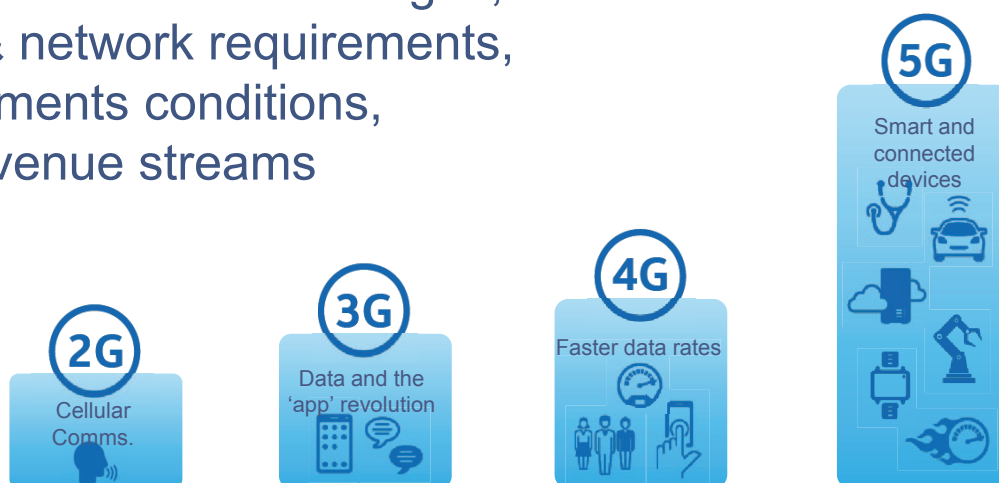 & network requirements,
ments conditions,
venue streams
5G
Smart and
connected
devices
4G
Faster data rates
3G
Data and the
‘app’ revolution
2G
Cellular
Comms.